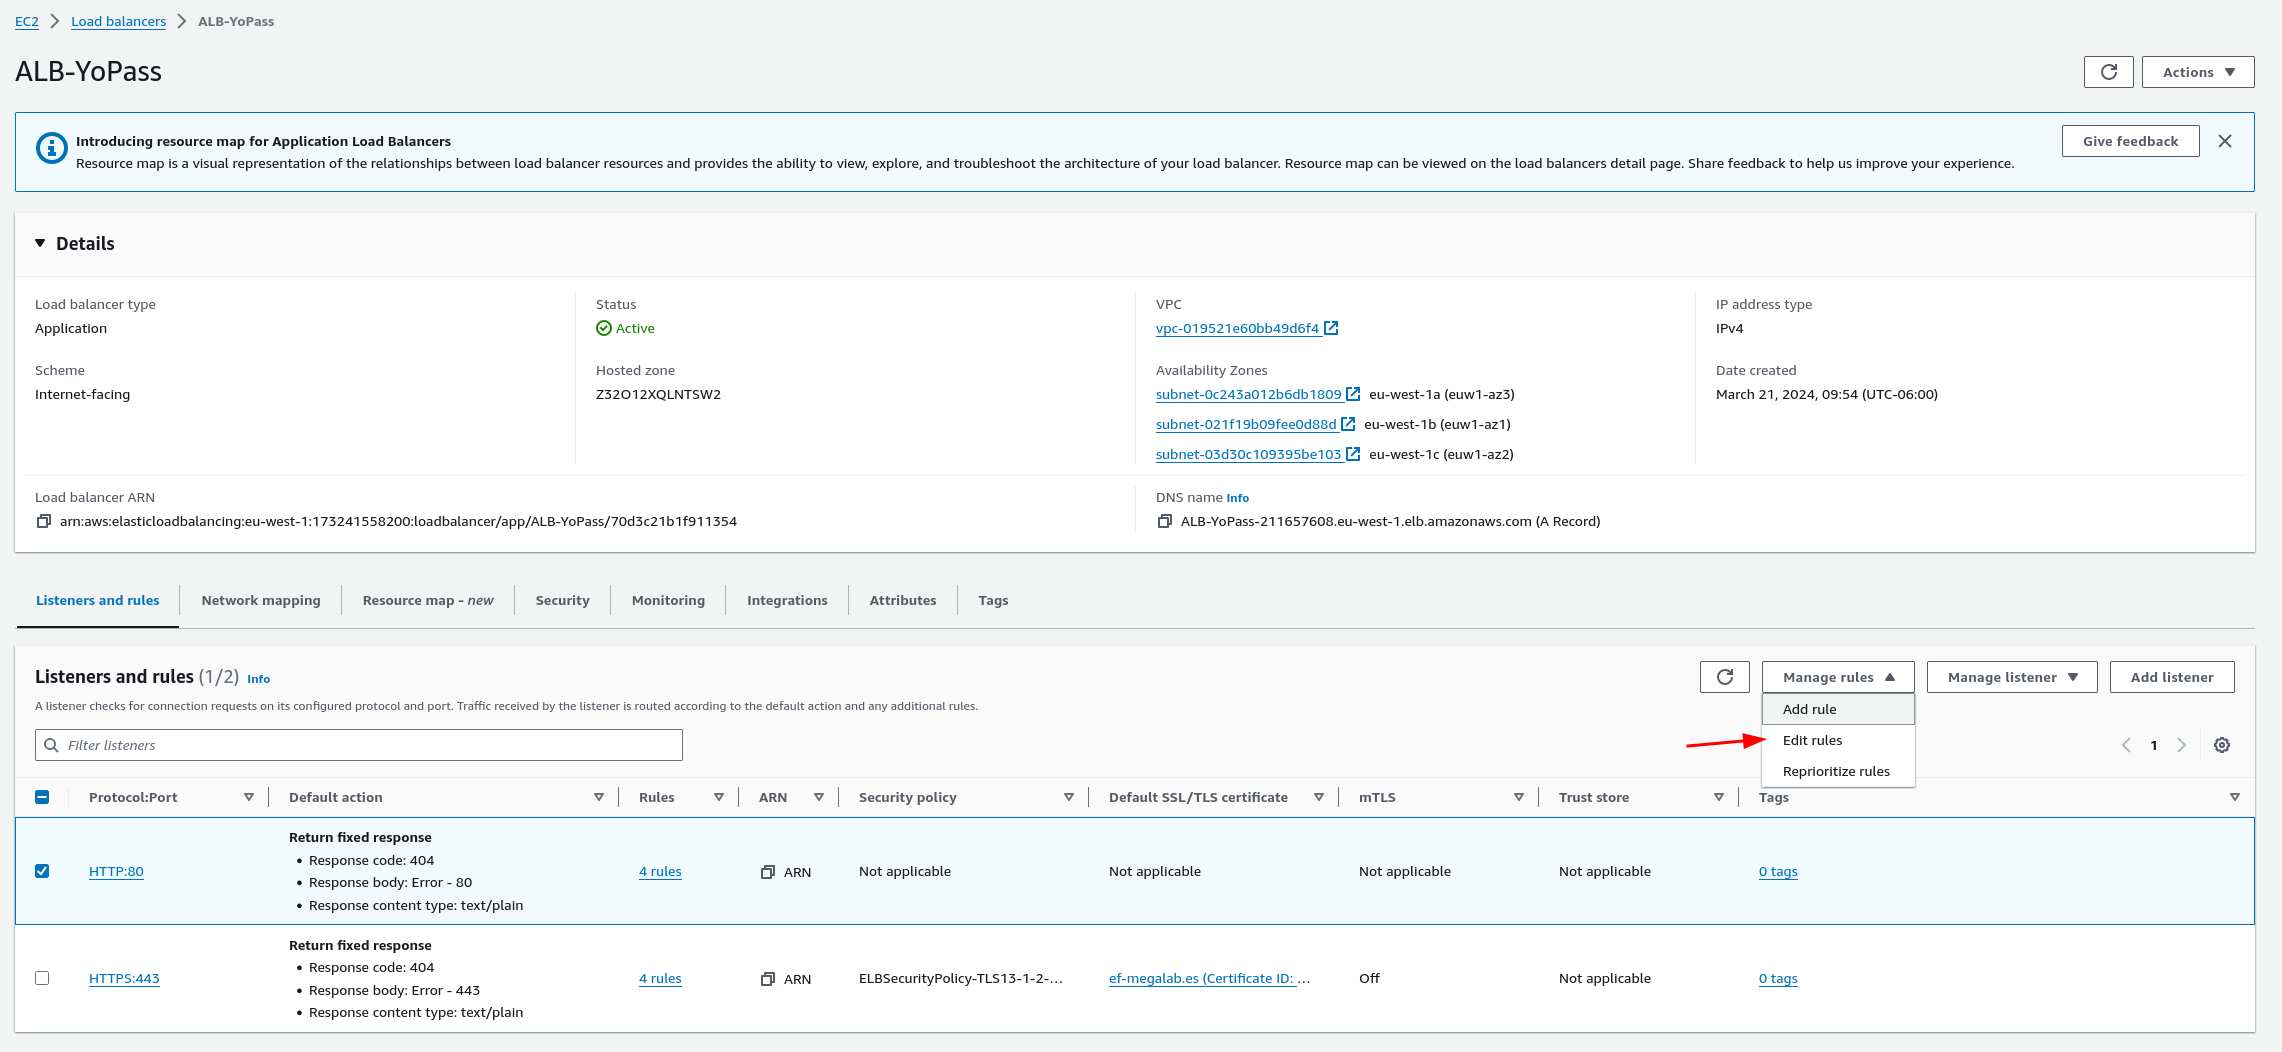 EC2 > Load balancers > ALB-YoPass
ALB-YoPass
Actions
Introducing resource map for Application Load Balancers
Resource map is a visual representation of the relationships between load balancer resources and provides the ability to view, explore, and troubleshoot the architecture of your load balancer. Resource map can be viewed on the load balancers detail page. Share feedback to help us improve your experience.
Give feedback
Details
Load balancer type
Application
Status
Active
VPC
vpc-019521e60bb49d6f4
IP address type
IPv4
Scheme
Internet-facing
Hosted zone
Z32O12XQLNTSW2
Availability Zones
subnet-0c243a012b6db1809 eu-west-1a (euw1-az3)
subnet-021f19b09fee0d88d eu-west-1b (euw1-az1)
subnet-03d30c109395be103 eu-west-1c (euw1-az2)
Date created
March 21, 2024, 09:54 (UTC-06:00)
Load balancer ARN
arn:aws:elasticloadbalancing:eu-west-1:173241558200:loadbalancer/app/ALB-YoPass/70d3c21b1f911354
DNS name Info
ALB-YoPass-211657608.eu-west-1.elb.amazonaws.com (A Record)
Listeners and rules Network mapping Resource map - new Security Monitoring Integrations Attributes Tags
Listeners and rules (1/2) Info
A listener checks for connection requests on its configured protocol and port. Traffic received by the listener is routed according to the default action and any additional rules.
Manage rules Manage listener Add listener
Add rule
Edit rules
Reprioritize rules
Filter listeners
1
Protocol:Port Default action Rules ARN Security policy Default SSL/TLS certificate mTLS Trust store Tags
HTTP:80
Return fixed response
• Response code: 404
• Response body: Error - 80
• Response content type: text/plain
4 rules ARN Not applicable Not applicable Not applicable Not applicable 0 tags
HTTPS:443
Return fixed response
• Response code: 404
• Response body: Error - 443
• Response content type: text/plain
4 rules ARN ELBSecurityPolicy-TLS13-1-2-... ef-megalab.es (Certificate ID: ... Off Not applicable 0 tags